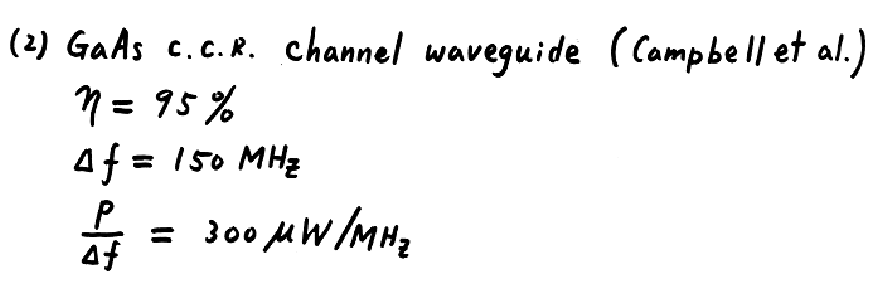 (2) GaAs C.C.R. channel waveguide (Campbell et al.)
η = 95%
Δf = 150 MHz
P/Δf = 300 μW/MHz